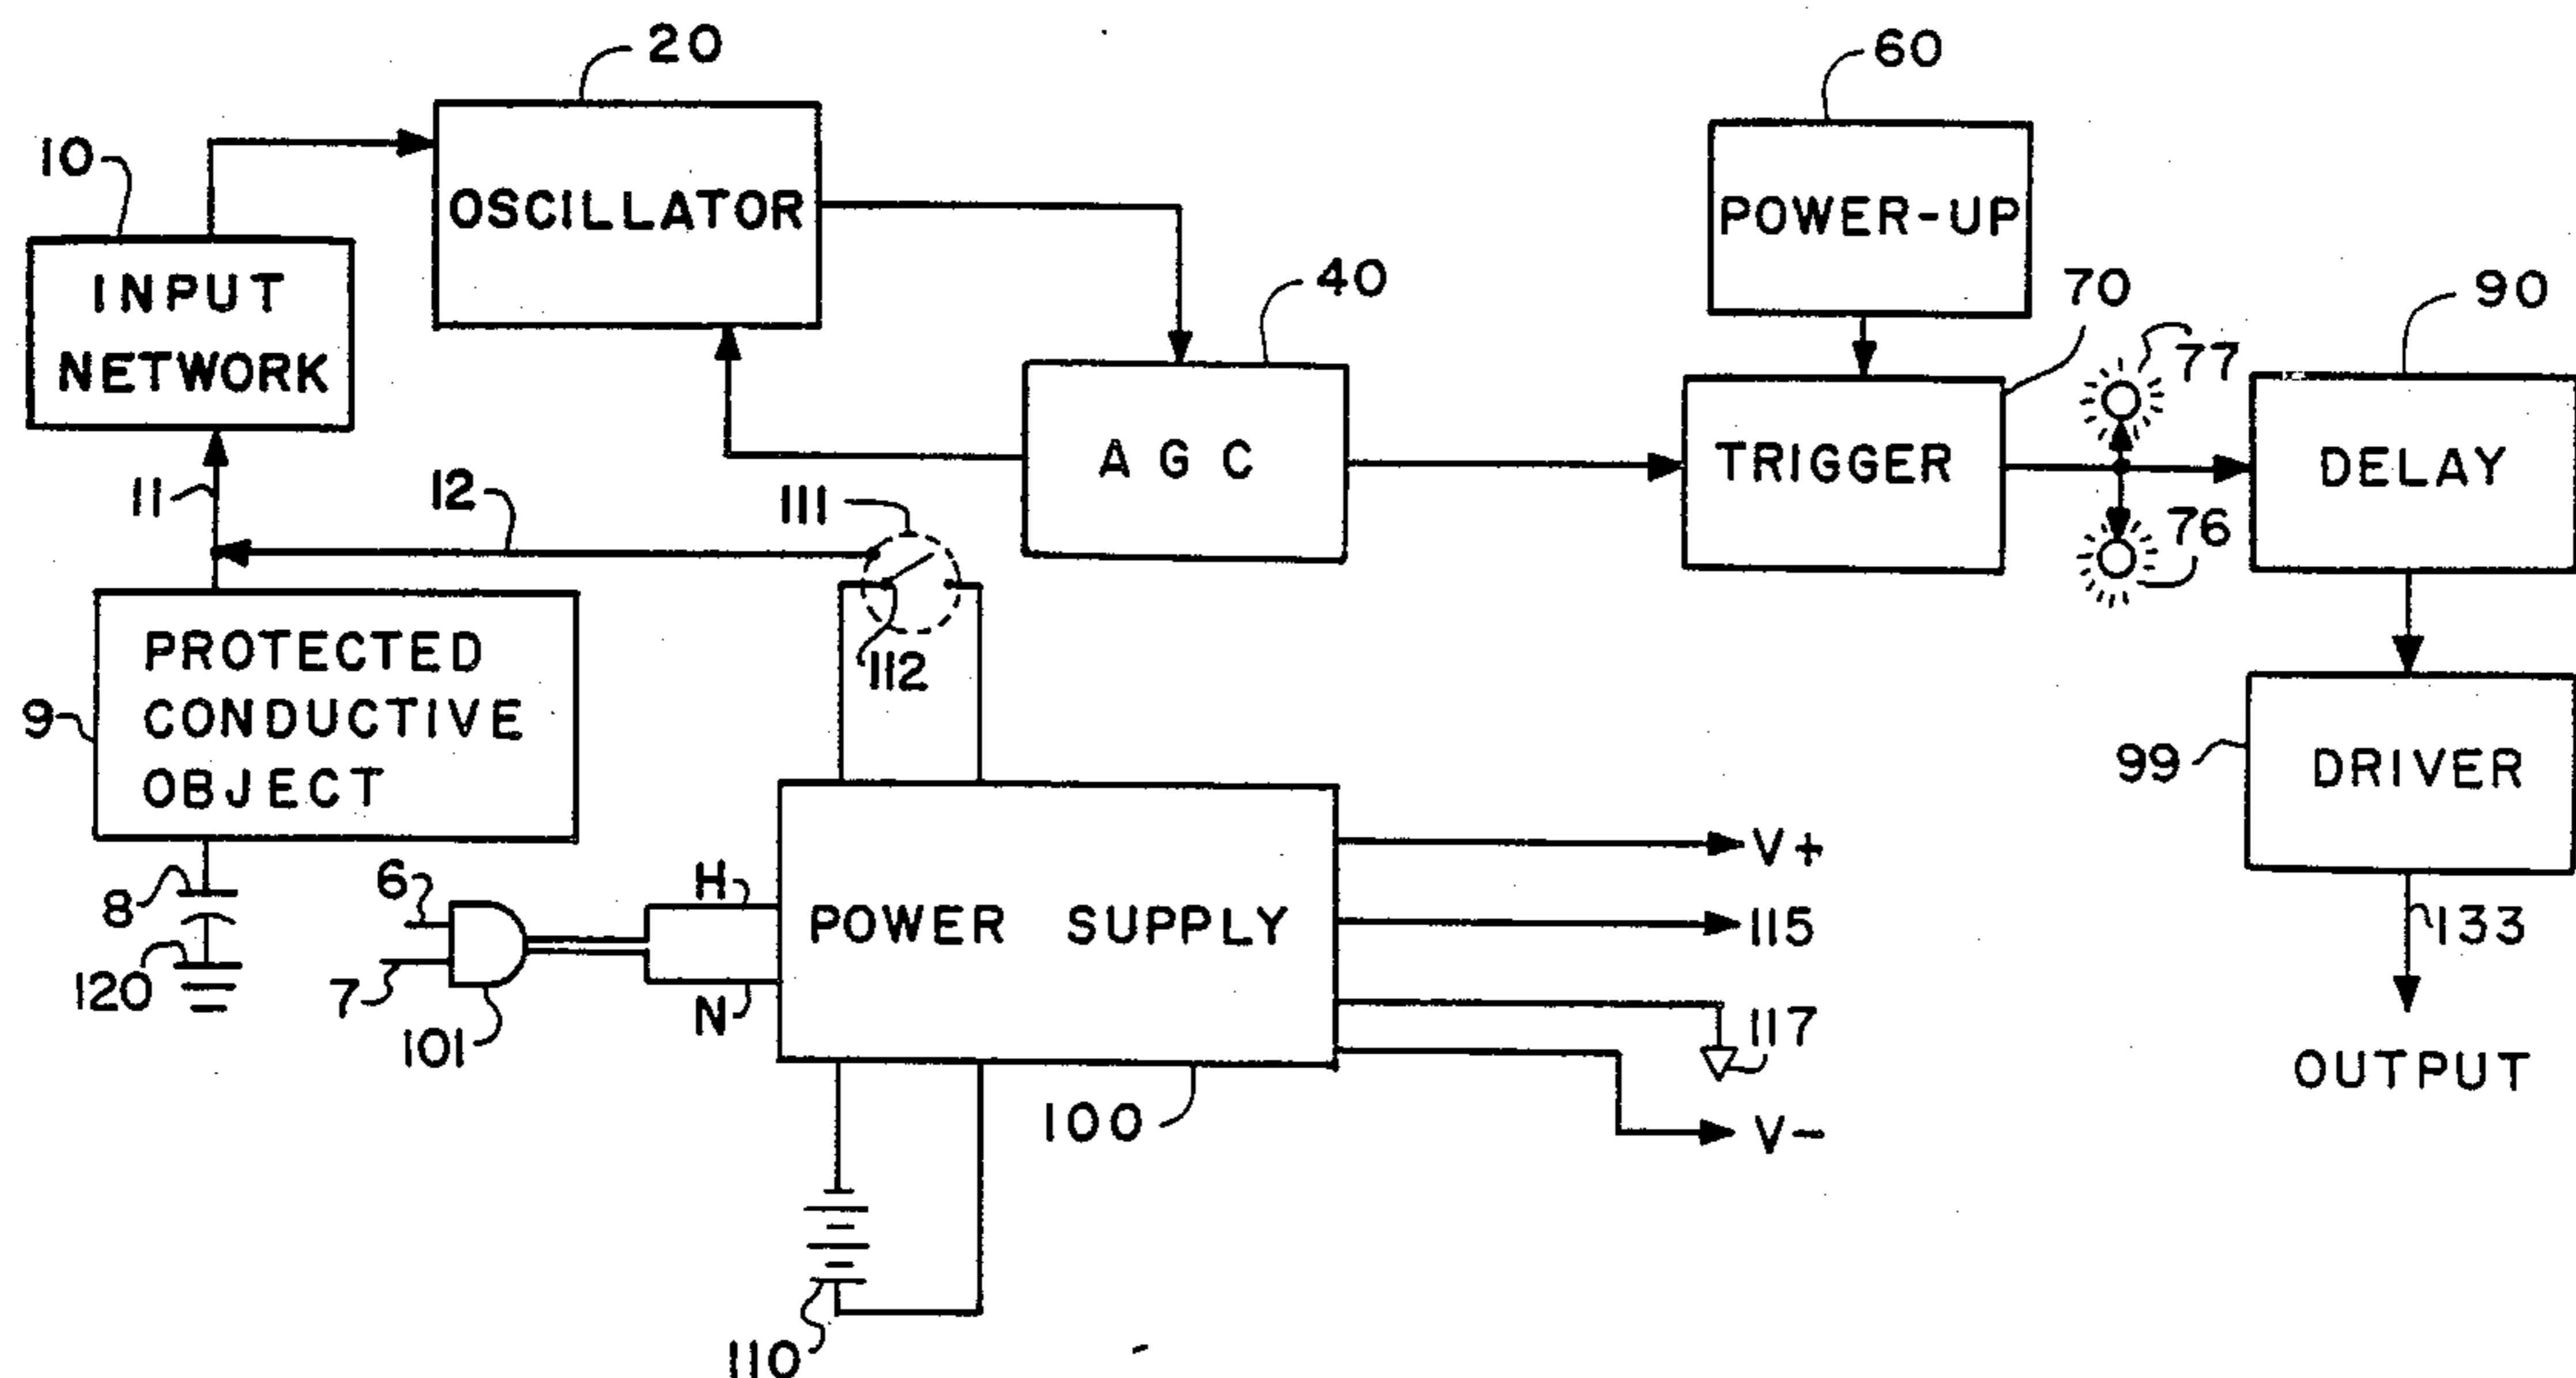 20
60
10
OSCILLATOR
POWER-UP
INPUT
NETWORK
40
70
90
77
A G C
TRIGGER
DELAY
11
12
111
76
112
PROTECTED
CONDUCTIVE
OBJECT
9
99
DRIVER
V+
8
6
H
POWER SUPPLY
115
133
120
7
101
N
117
100
OUTPUT
V-
110